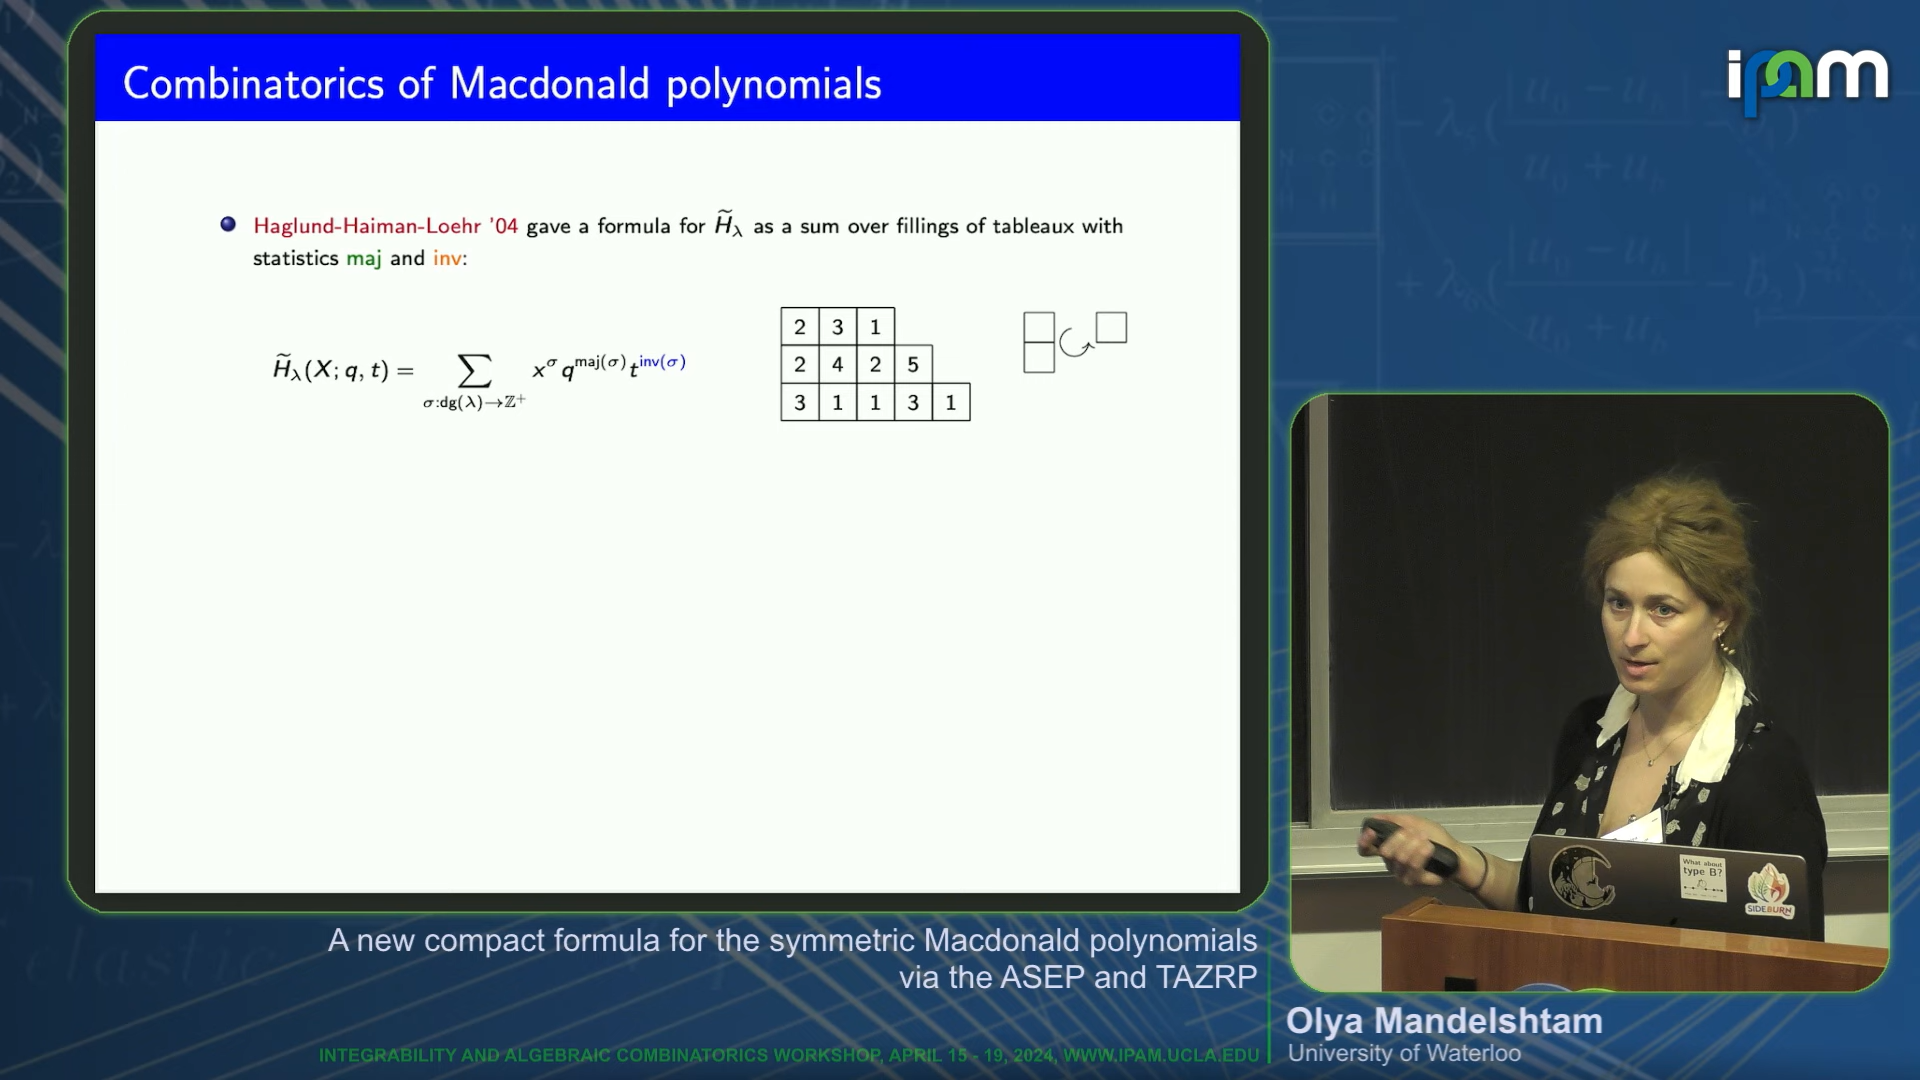 Combinatorics of Macdonald polynomials
ipam
Haglund-Haiman-Loehr '04 gave a formula for H̃λ as a sum over fillings of tableaux with
statistics maj and inv:
H̃λ(X; q, t) = ∑ x^σ q^maj(σ) t^inv(σ)
σ:dg(λ)→ℤ⁺
2 3 1
2 4 2 5
3 1 1 3 1
What about
type B?
SIDEBURN
A new compact formula for the symmetric Macdonald polynomials
via the ASEP and TAZRP
Olya Mandelshtam
University of Waterloo
INTEGRABILITY AND ALGEBRAIC COMBINATORICS WORKSHOP, APRIL 15 - 19, 2024, WWW.IPAM.UCLA.EDU